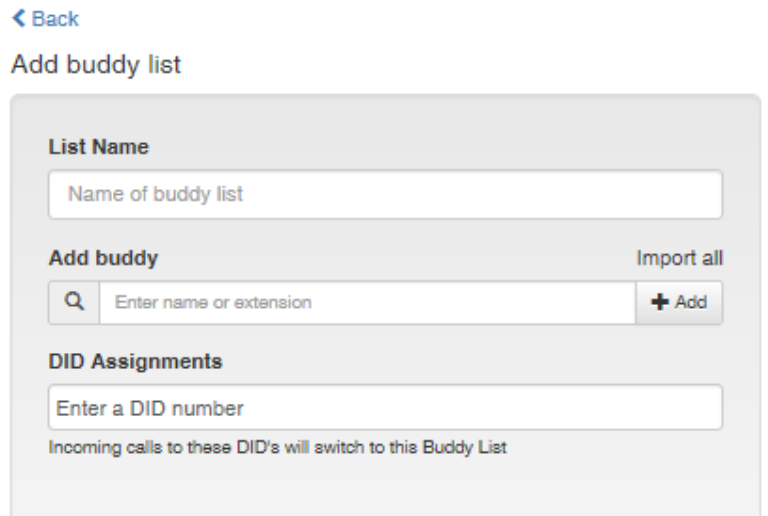 Back
Add buddy list
List Name
Name of buddy list
Add buddy Import all
Enter name or extension Add
DID Assignments
Enter a DID number
Incoming calls to these DID's will switch to this Buddy List